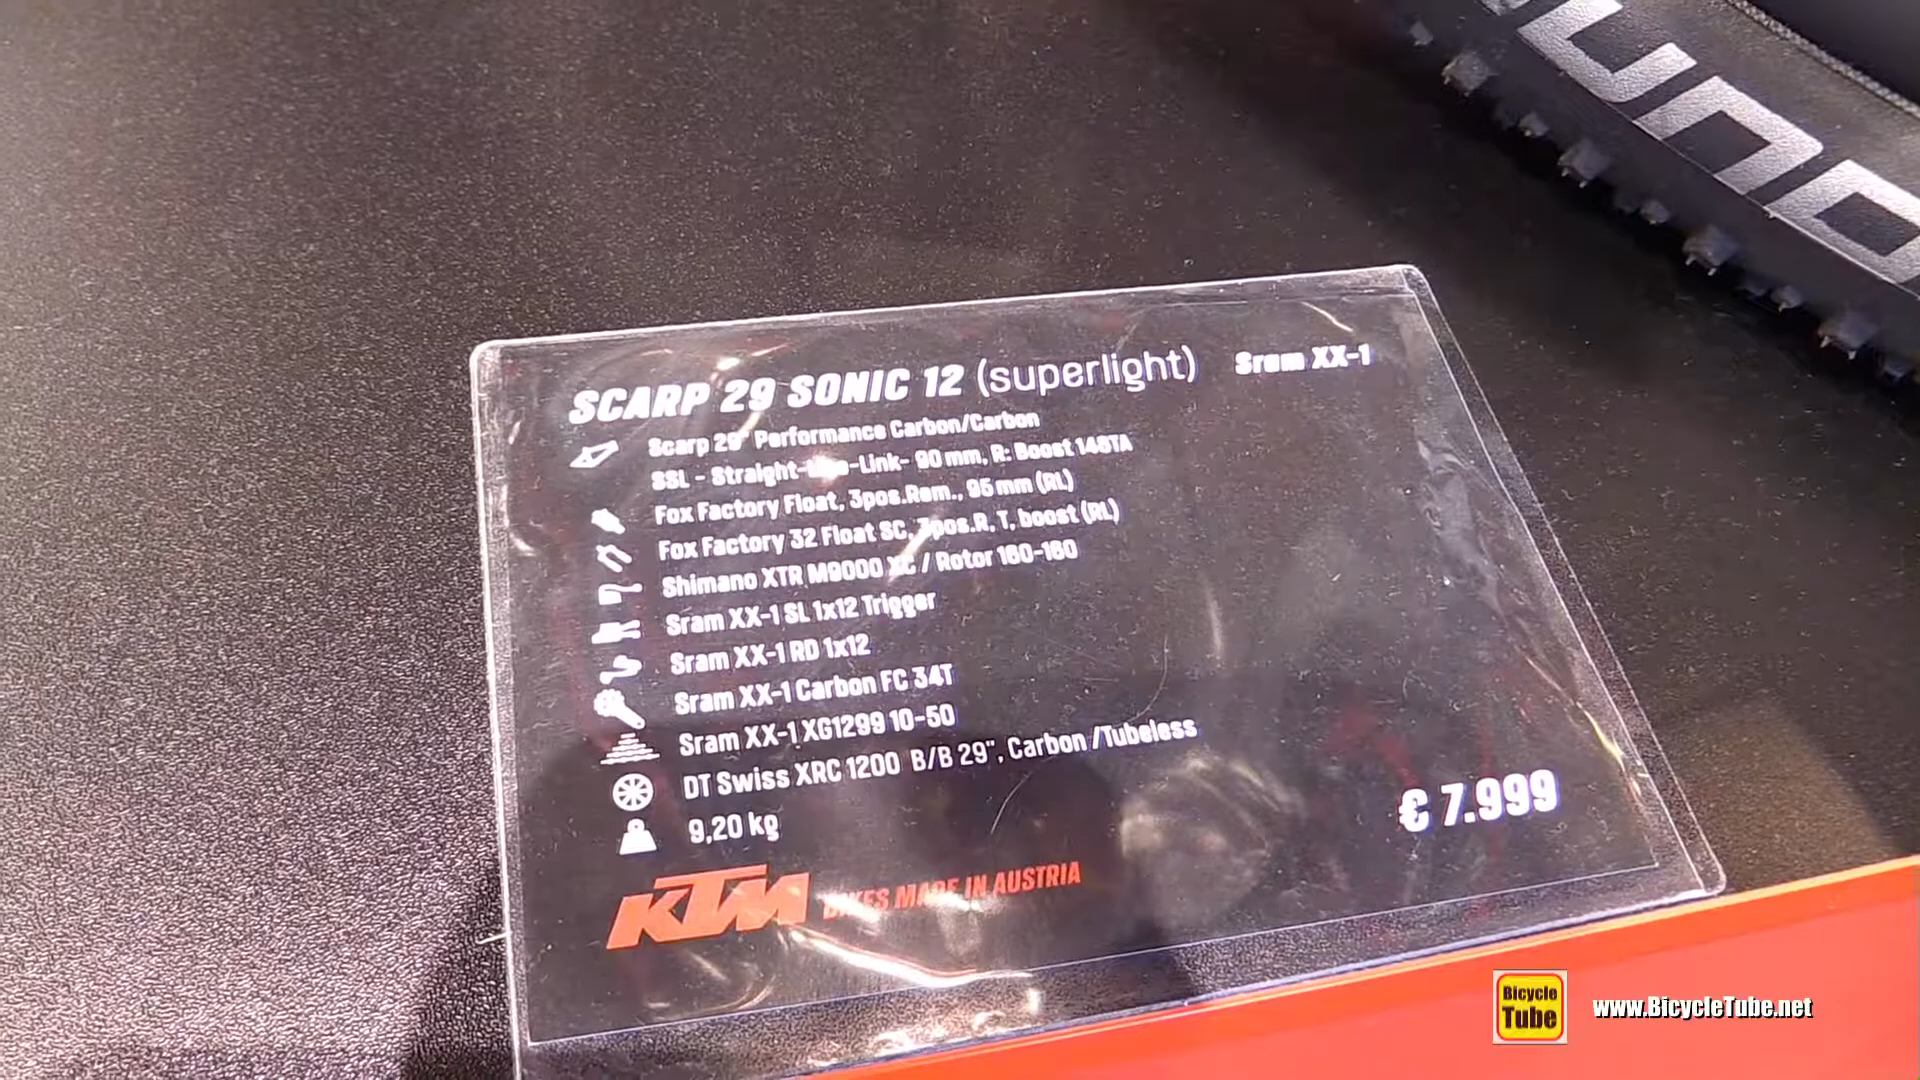 SCARP 29 SONIC 12 (superlight) Sram XX-1
Scarp 29" Performance Carbon/Carbon
SSL - Straight-Line-Link- 90 mm, R: Boost 148TA
Fox Factory Float, 3pos.Rem., 95 mm (RL)
Fox Factory 32 Float SC, 3pos.R, T, boost (RL)
Shimano XTR M9000 XC / Rotor 160-160
Sram XX-1 SL 1x12 Trigger
Sram XX-1 RD 1x12
Sram XX-1 Carbon FC 34T
Sram XX-1 XG1299 10-50
DT Swiss XRC 1200 B/B 29", Carbon /Tubeless
9,20 kg
€ 7.999
KTM BIKES MADE IN AUSTRIA
Bicycle
Tube
www.BicycleTube.net